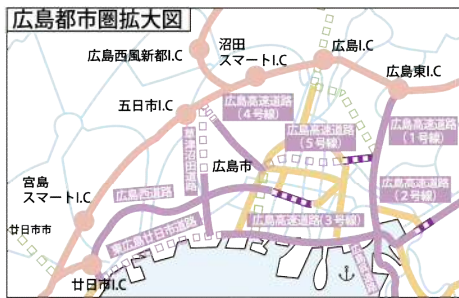 広島都市圏拡大図
広島西風新都I.C
沼田
スマートI.C
広島I.C
広島東I.C
五日市I.C
広島高速道路
(4号線)
広島高速道路
(5号線)
広島高速道路
(1号線)
草津沼田道路
広島市
宮島
スマートI.C
広島西道路
広島高速道路
(2号線)
広島高速道路(3号線)
廿日市市
東広島廿日市道路
廿日市I.C